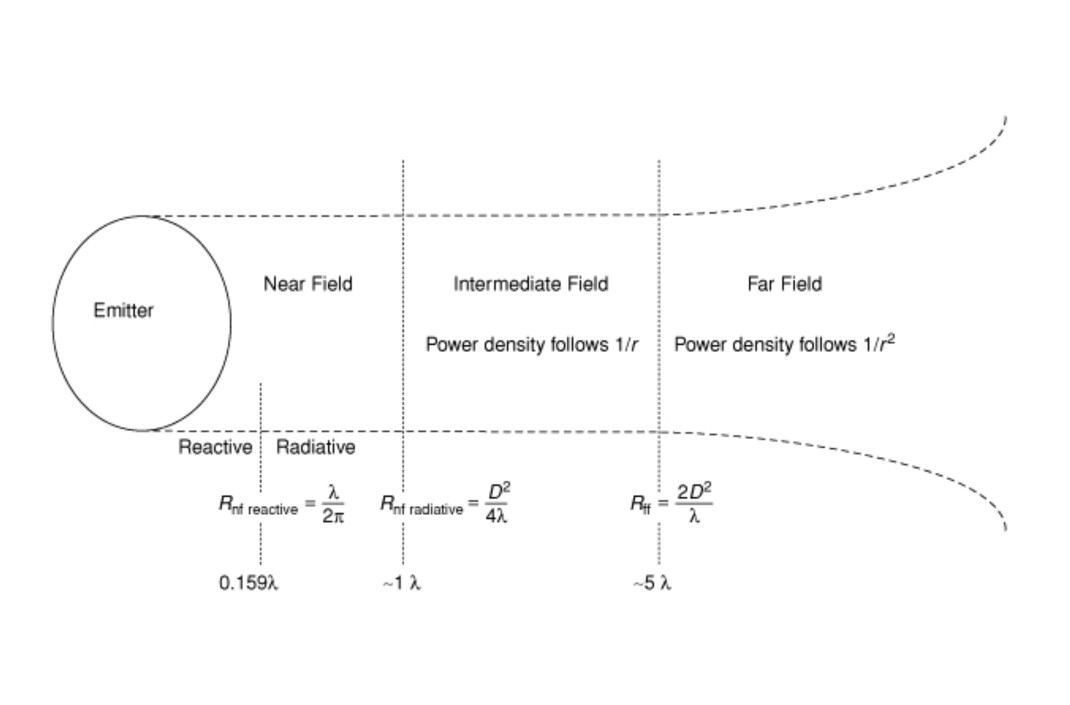 Near Field
Intermediate Field
Far Field
Emitter
Power density follows 1/r
Power density follows 1/r²
Reactive
Radiative
R_nf reactive = λ/2π
R_nf radiative = D²/4λ
R_ff = 2D²/λ
0.159λ
~1 λ
~5 λ